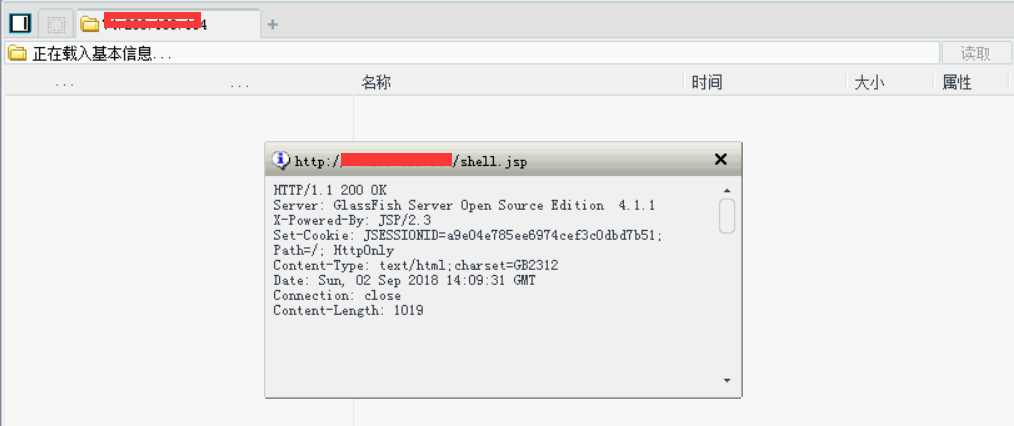 +
正在载入基本信息...
读取
... ... 名称 时间 大小 属性
http:/ /shell.jsp
HTTP/1.1 200 OK
Server: GlassFish Server Open Source Edition 4.1.1
X-Powered-By: JSP/2.3
Set-Cookie: JSESSIONID=a9e04e785ee6974cef3c0dbd7b51;
Path=/; HttpOnly
Content-Type: text/html;charset=GB2312
Date: Sun, 02 Sep 2018 14:09:31 GMT
Connection: close
Content-Length: 1019